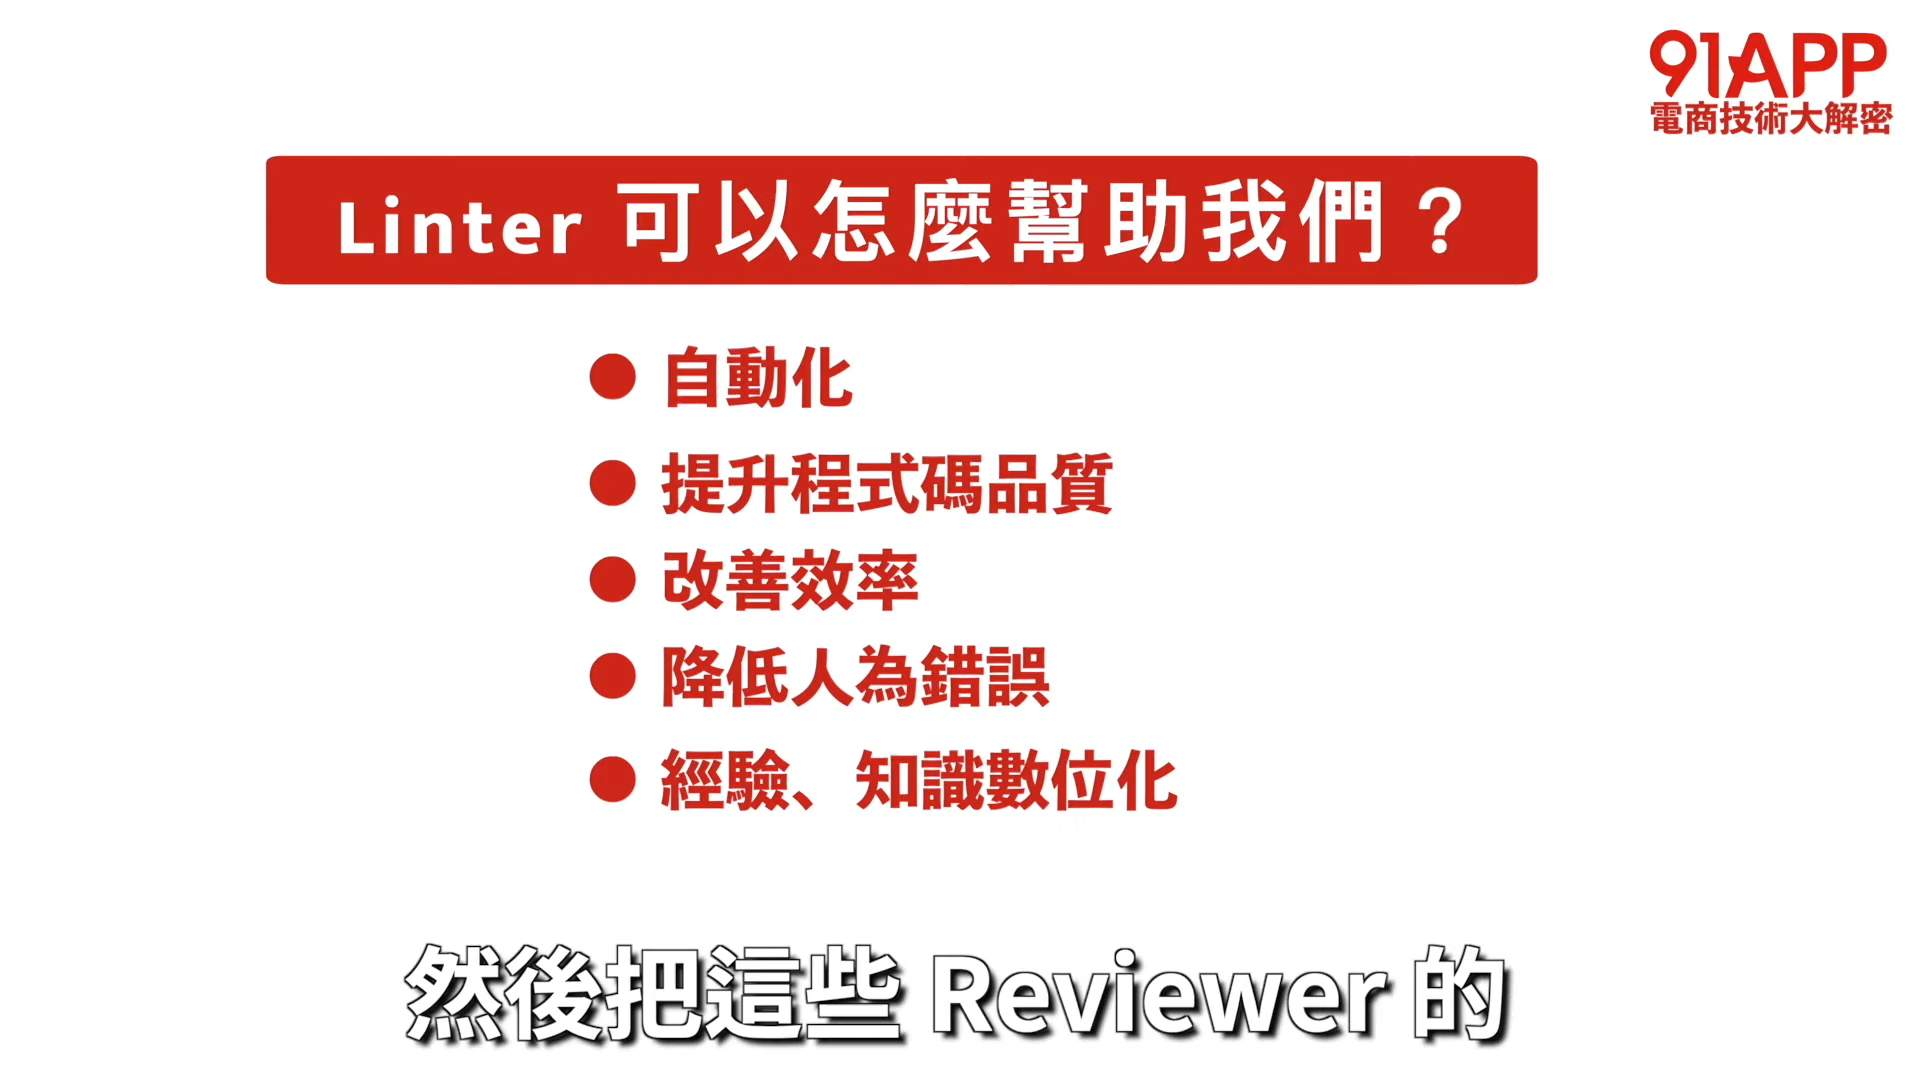 91APP
電商技術大解密
Linter 可以怎麼幫助我們？
● 自動化
● 提升程式碼品質
● 改善效率
● 降低人為錯誤
● 經驗、知識數位化
然後把這些 Reviewer 的